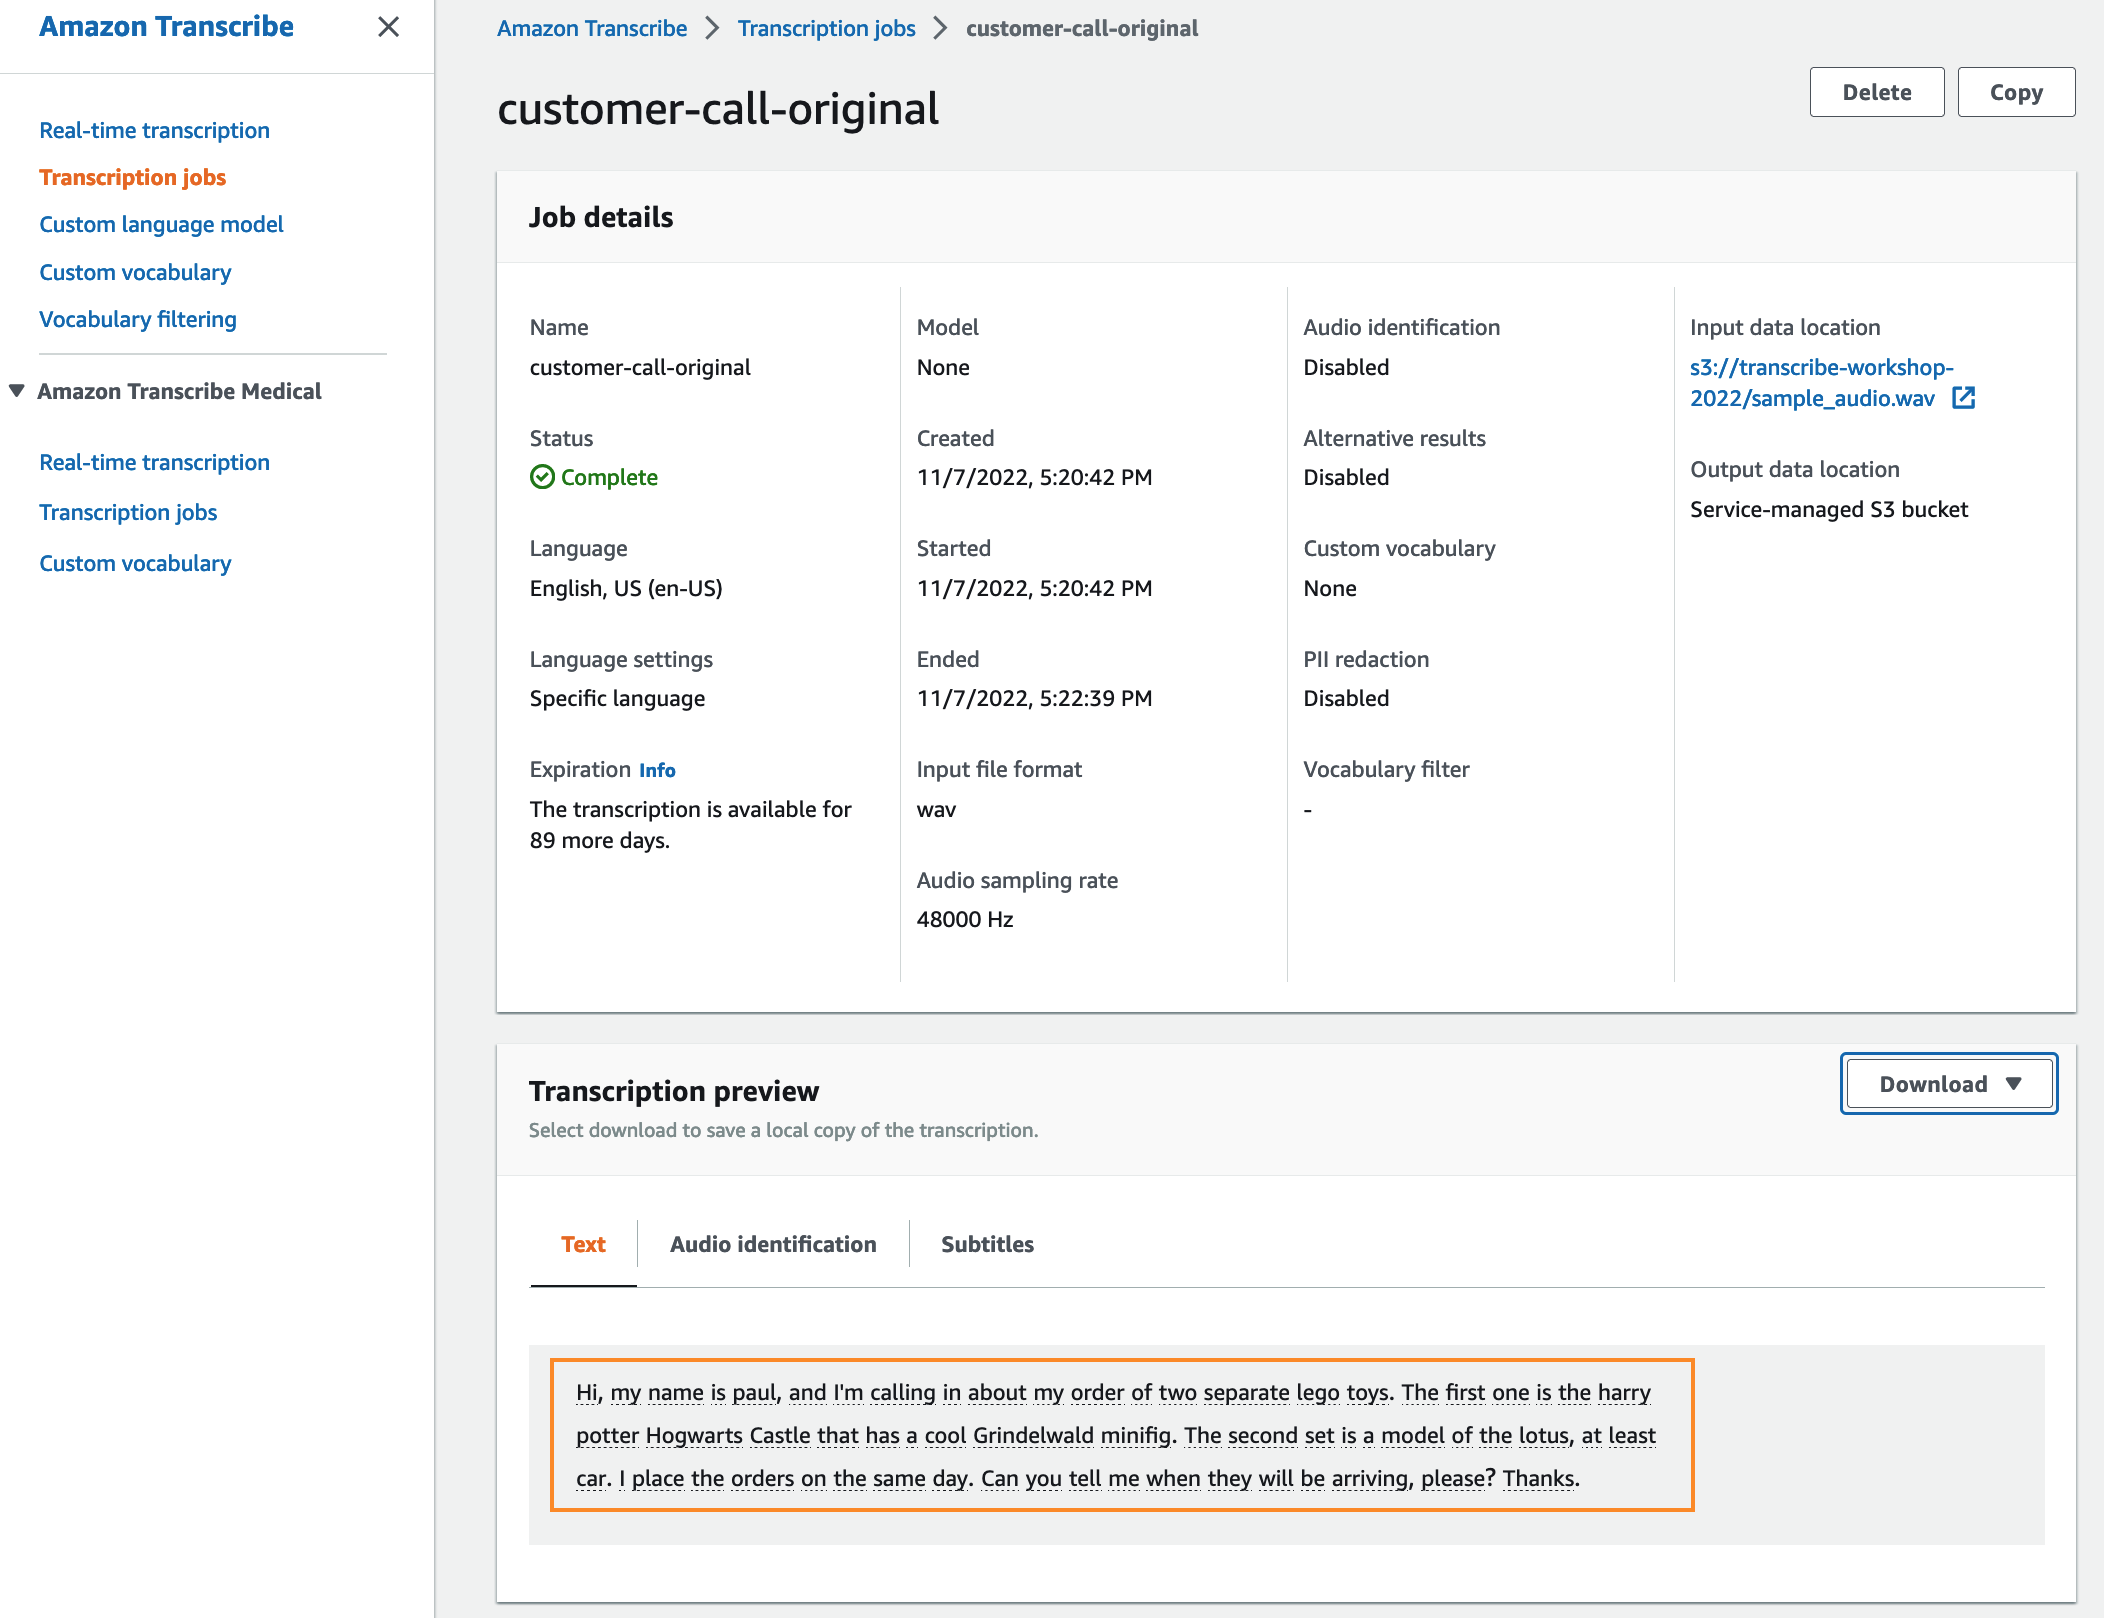 Amazon Transcribe
Real-time transcription
Transcription jobs
Custom language model
Custom vocabulary
Vocabulary filtering
Amazon Transcribe Medical
Real-time transcription
Transcription jobs
Custom vocabulary
Amazon Transcribe > Transcription jobs > customer-call-original
customer-call-original
Delete
Copy
Job details
Name
customer-call-original
Status
Complete
Language
English, US (en-US)
Language settings
Specific language
Expiration Info
The transcription is available for
89 more days.
Model
None
Created
11/7/2022, 5:20:42 PM
Started
11/7/2022, 5:20:42 PM
Ended
11/7/2022, 5:22:39 PM
Input file format
wav
Audio sampling rate
48000 Hz
Audio identification
Disabled
Alternative results
Disabled
Custom vocabulary
None
PII redaction
Disabled
Vocabulary filter
-
Input data location
s3://transcribe-workshop-
2022/sample_audio.wav
Output data location
Service-managed S3 bucket
Transcription preview
Select download to save a local copy of the transcription.
Download
Text
Audio identification
Subtitles
Hi, my name is paul, and I'm calling in about my order of two separate lego toys. The first one is the harry
potter Hogwarts Castle that has a cool Grindelwald minifig. The second set is a model of the lotus, at least
car. I place the orders on the same day. Can you tell me when they will be arriving, please? Thanks.